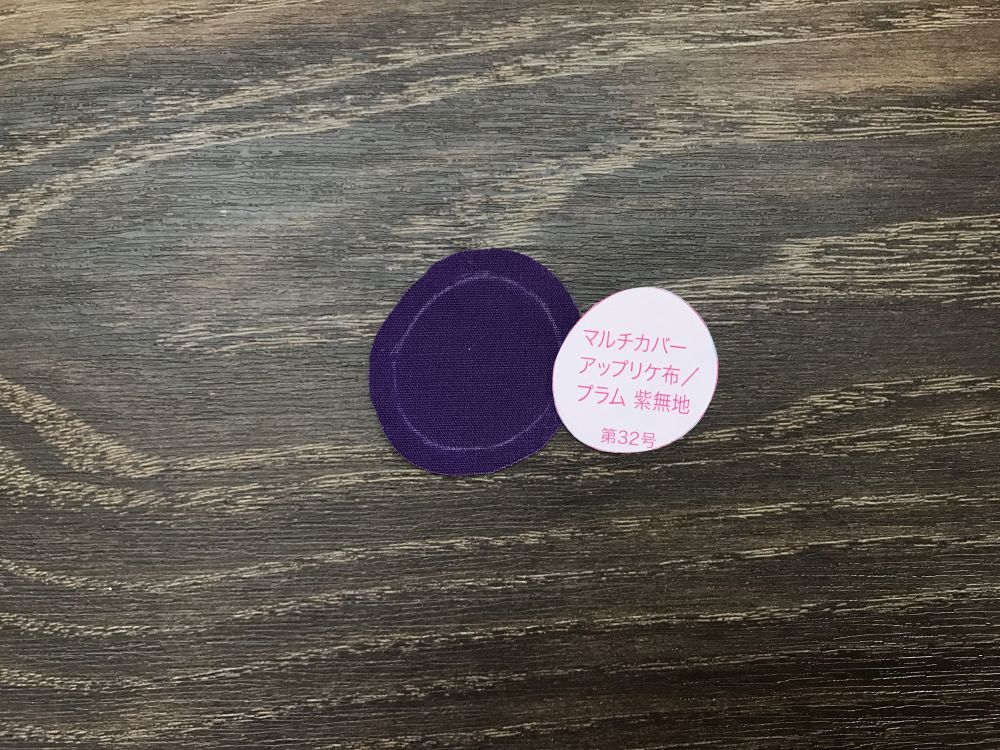 マルチカバー
アップリケ布／
プラム 紫無地
第32号